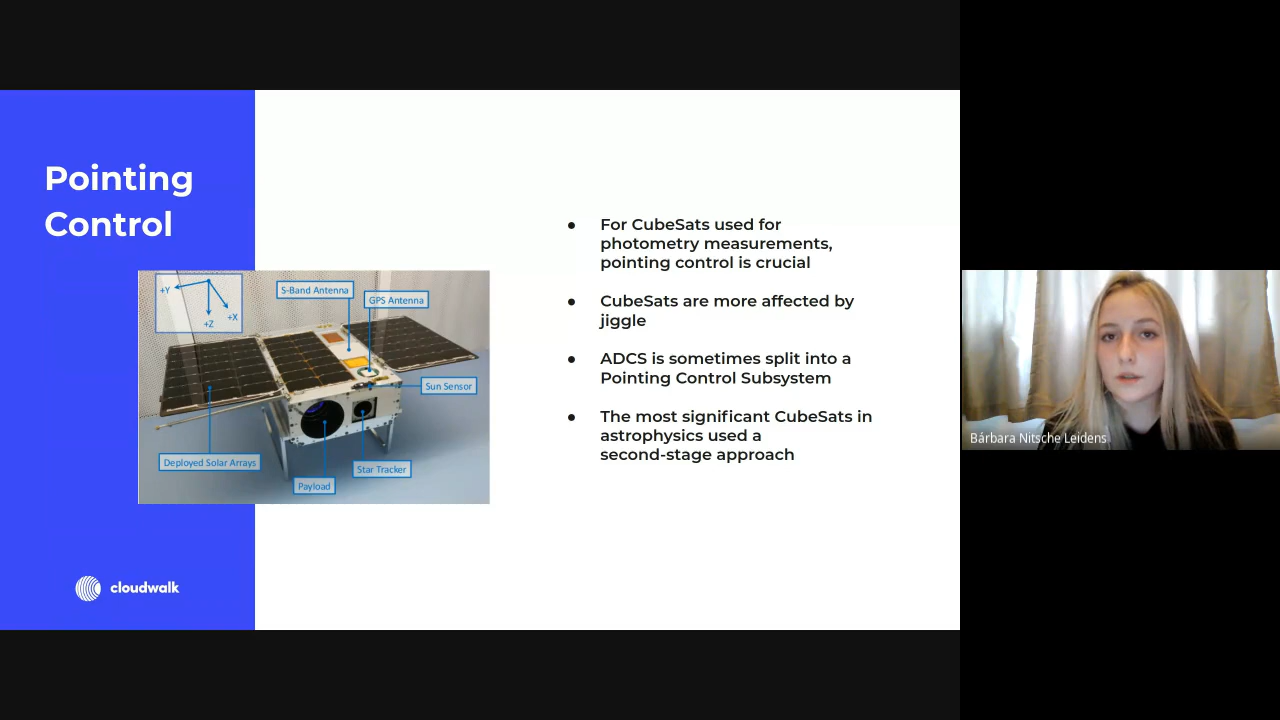 Pointing
Control
+Y
+X
+Z
S-Band Antenna
GPS Antenna
Sun Sensor
Deployed Solar Arrays
Star Tracker
Payload
● For CubeSats used for
photometry measurements,
pointing control is crucial
● CubeSats are more affected by
jiggle
● ADCS is sometimes split into a
Pointing Control Subsystem
● The most significant CubeSats in
astrophysics used a
second-stage approach
cloudwalk
Bárbara Nitsche Leidens